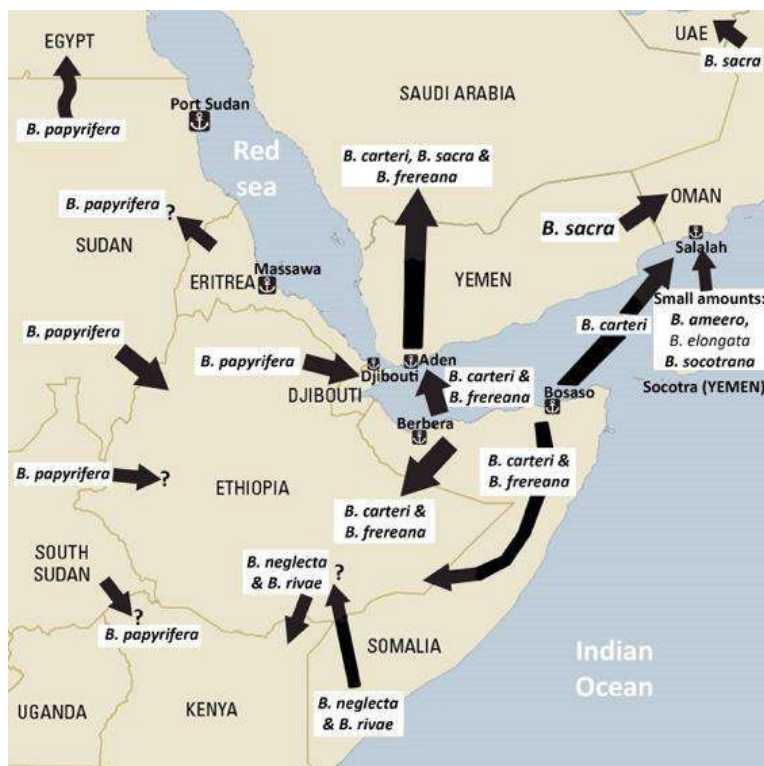 EGYPT
UAE
B. sacra
B. papyrifera
Port Sudan
SAUDI ARABIA
Red
sea
B. carteri, B. sacra &
B. frereana
B. papyrifera ?
SUDAN
OMAN
B. sacra
Salalah
ERITREA
Massawa
YEMEN
Small amounts:
B. ameero,
B. elongata
B. socotrana
B. carteri
B. papyrifera
B. papyrifera
Djibouti
Aden
DJIBOUTI
B. carteri &
B. frereana
Socotra (YEMEN)
Bosaso
Berbera
B. papyrifera
?
ETHIOPIA
B. carteri &
B. frereana
B. carteri &
B. frereana
SOUTH
SUDAN
B. neglecta
& B. rivae
?
?
B. papyrifera
SOMALIA
Indian
Ocean
UGANDA
KENYA
B. neglecta
& B. rivae